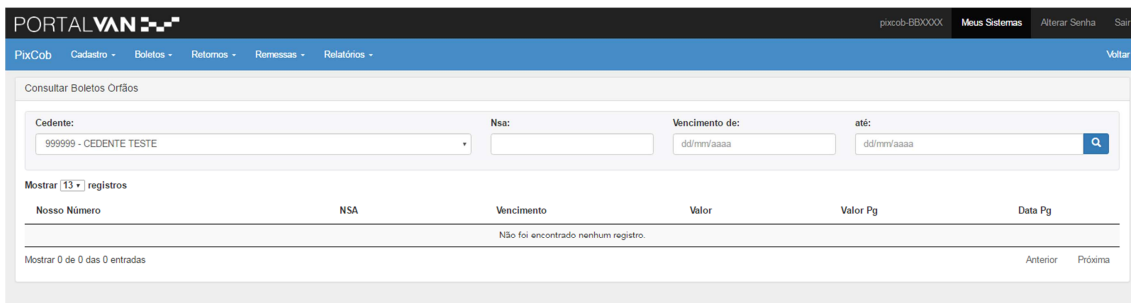 PORTALVAN pixcob-BBXXXX Meus Sistemas Alterar Senha Sair
PixCob Cadastro Boletos Retornos Remessas Relatórios Voltar
Consultar Boletos Orfãos
Cedente: Nsa: Vencimento de: até:
999999 - CEDENTE TESTE dd/mm/aaaa dd/mm/aaaa
Mostrar 13 registros
Nosso Número NSA Vencimento Valor Valor Pg Data Pg
Não foi encontrado nenhum registro.
Mostrar 0 de 0 das 0 entradas Anterior Próxima